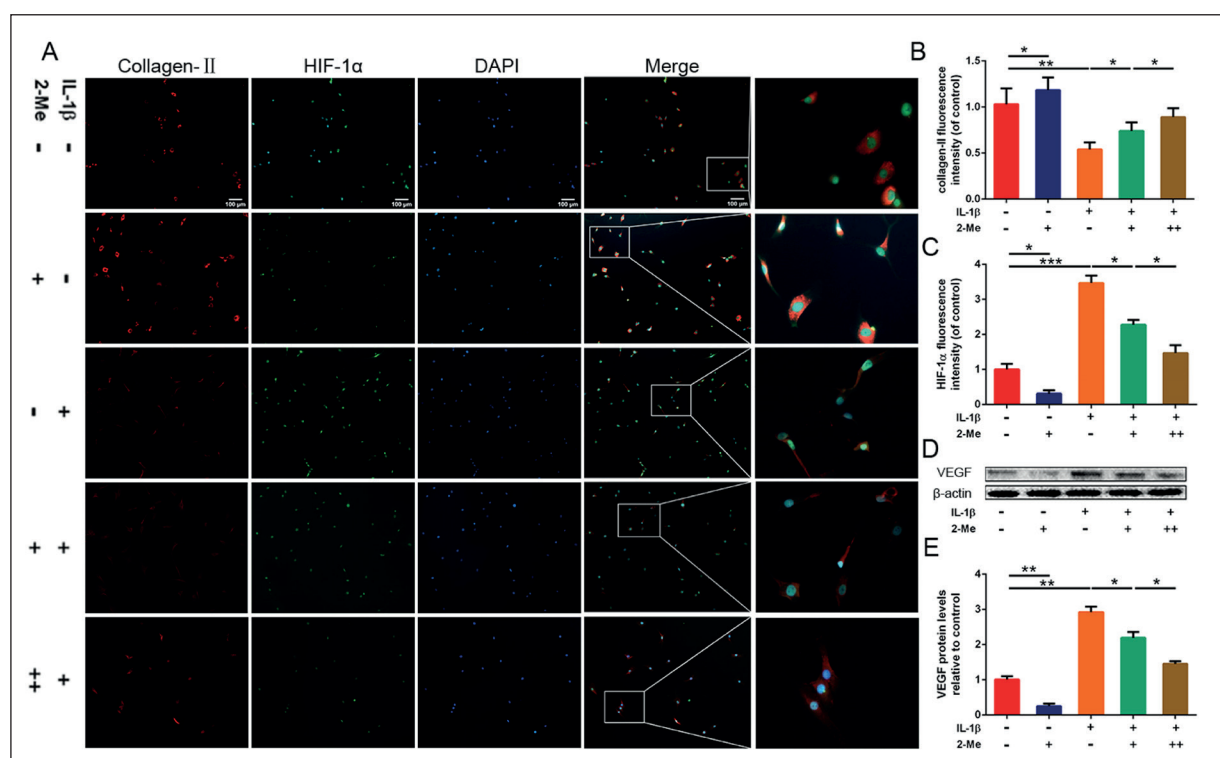 A
Collagen-Ⅱ HIF-1α DAPI Merge
IL-1β - - + + +
2-Me - + - + ++
100 μm 100 μm 100 μm 100 μm
B
collagen-II fluorescence
intensity (of control)
1.5
1.0
0.5
0.0
* ** * *
IL-1β - - + + +
2-Me - + - + ++
C
HIF-1α fluorescence
intensity (of control)
4
3
2
1
0
* *** * *
IL-1β - - + + +
2-Me - + - + ++
D
VEGF
β-actin
IL-1β - - + + +
2-Me - + - + ++
E
VEGF protein levels
relative to contrrol
4
3
2
1
0
** ** * *
IL-1β - - + + +
2-Me - + - + ++